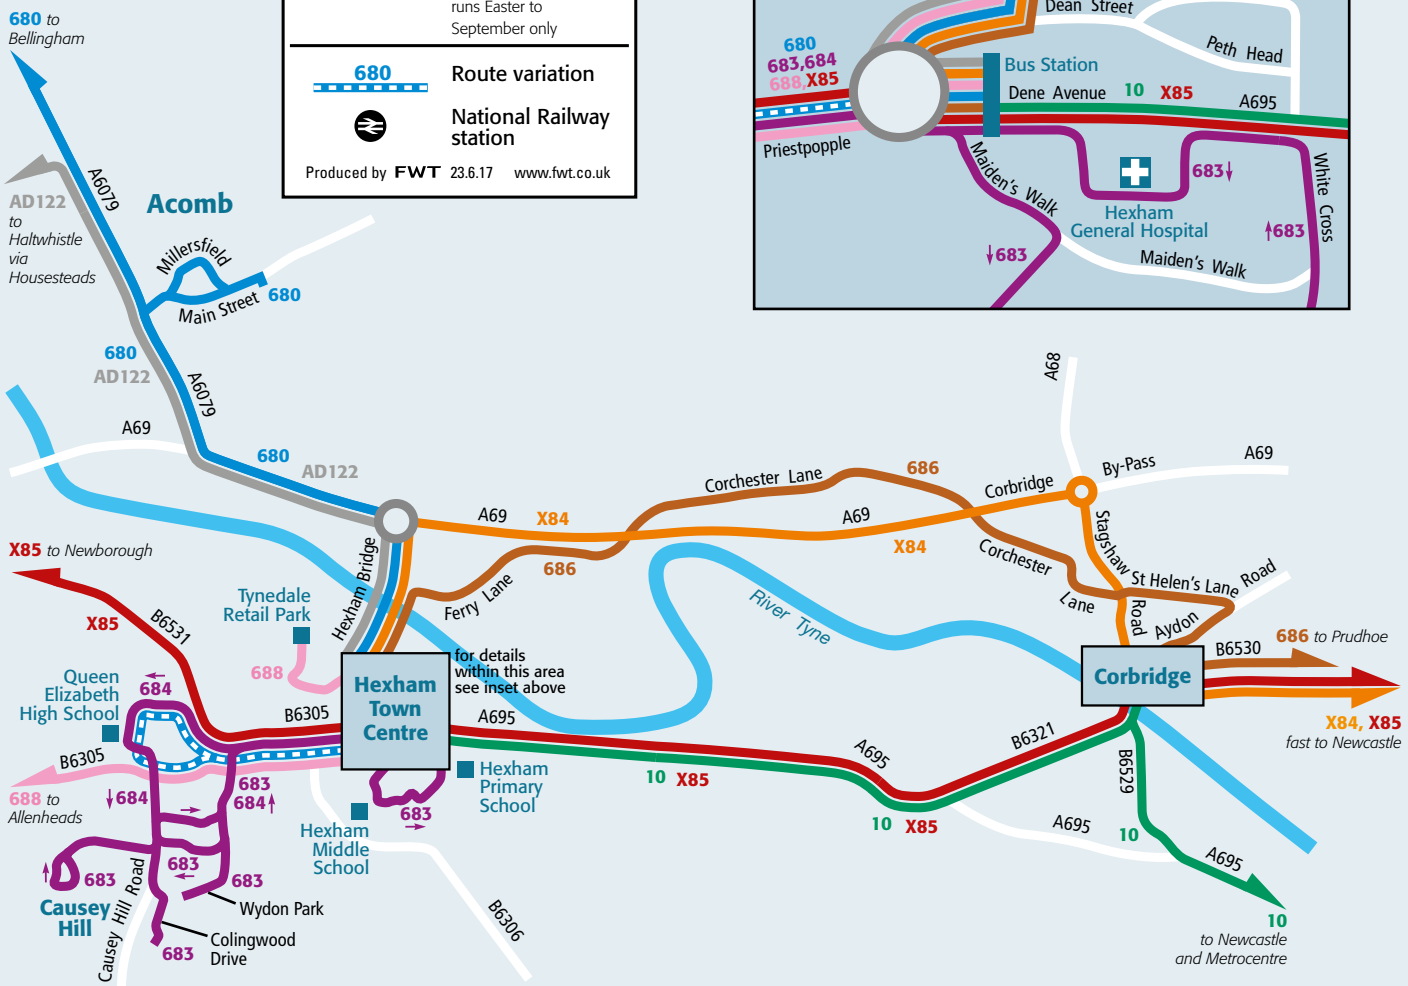 680 to
Bellingham
runs Easter to
September only
680
Route variation
National Railway
station
Produced by FWT 23.6.17 www.fwt.co.uk
Dean Street
Peth Head
680
683,684
688,X85
Bus Station
Dene Avenue
10
X85
A695
Priestpopple
Maiden's Walk
683
Hexham
General Hospital
White Cross
683
683
Maiden's Walk
A6079
AD122
to
Haltwhistle
via
Housesteads
Acomb
Millersfield
Main Street
680
680
AD122
A6079
A69
680
AD122
A68
A69
By-Pass
Corbridge
686
Corchester Lane
A69
X84
A69
X84
686
Ferry Lane
Hexham Bridge
Corchester
Lane
Stagshaw
Road
St Helen's Lane
Aydon
Road
River Tyne
X85 to Newborough
X85
B6531
Tynedale
Retail Park
688
for details
within this area
see inset above
Hexham
Town
Centre
Queen
Elizabeth
High School
684
B6305
B6305
A695
688 to
Allenheads
684
683
684
Hexham
Primary
School
683
Hexham
Middle
School
10
X85
A695
10
X85
B6321
Corbridge
B6530
686 to Prudhoe
X84, X85
fast to Newcastle
B6529
A695
10
A695
10
to Newcastle
and Metrocentre
683
683
683
Causey
Hill
Causey Hill Road
Wydon Park
Colingwood
Drive
683
B6306